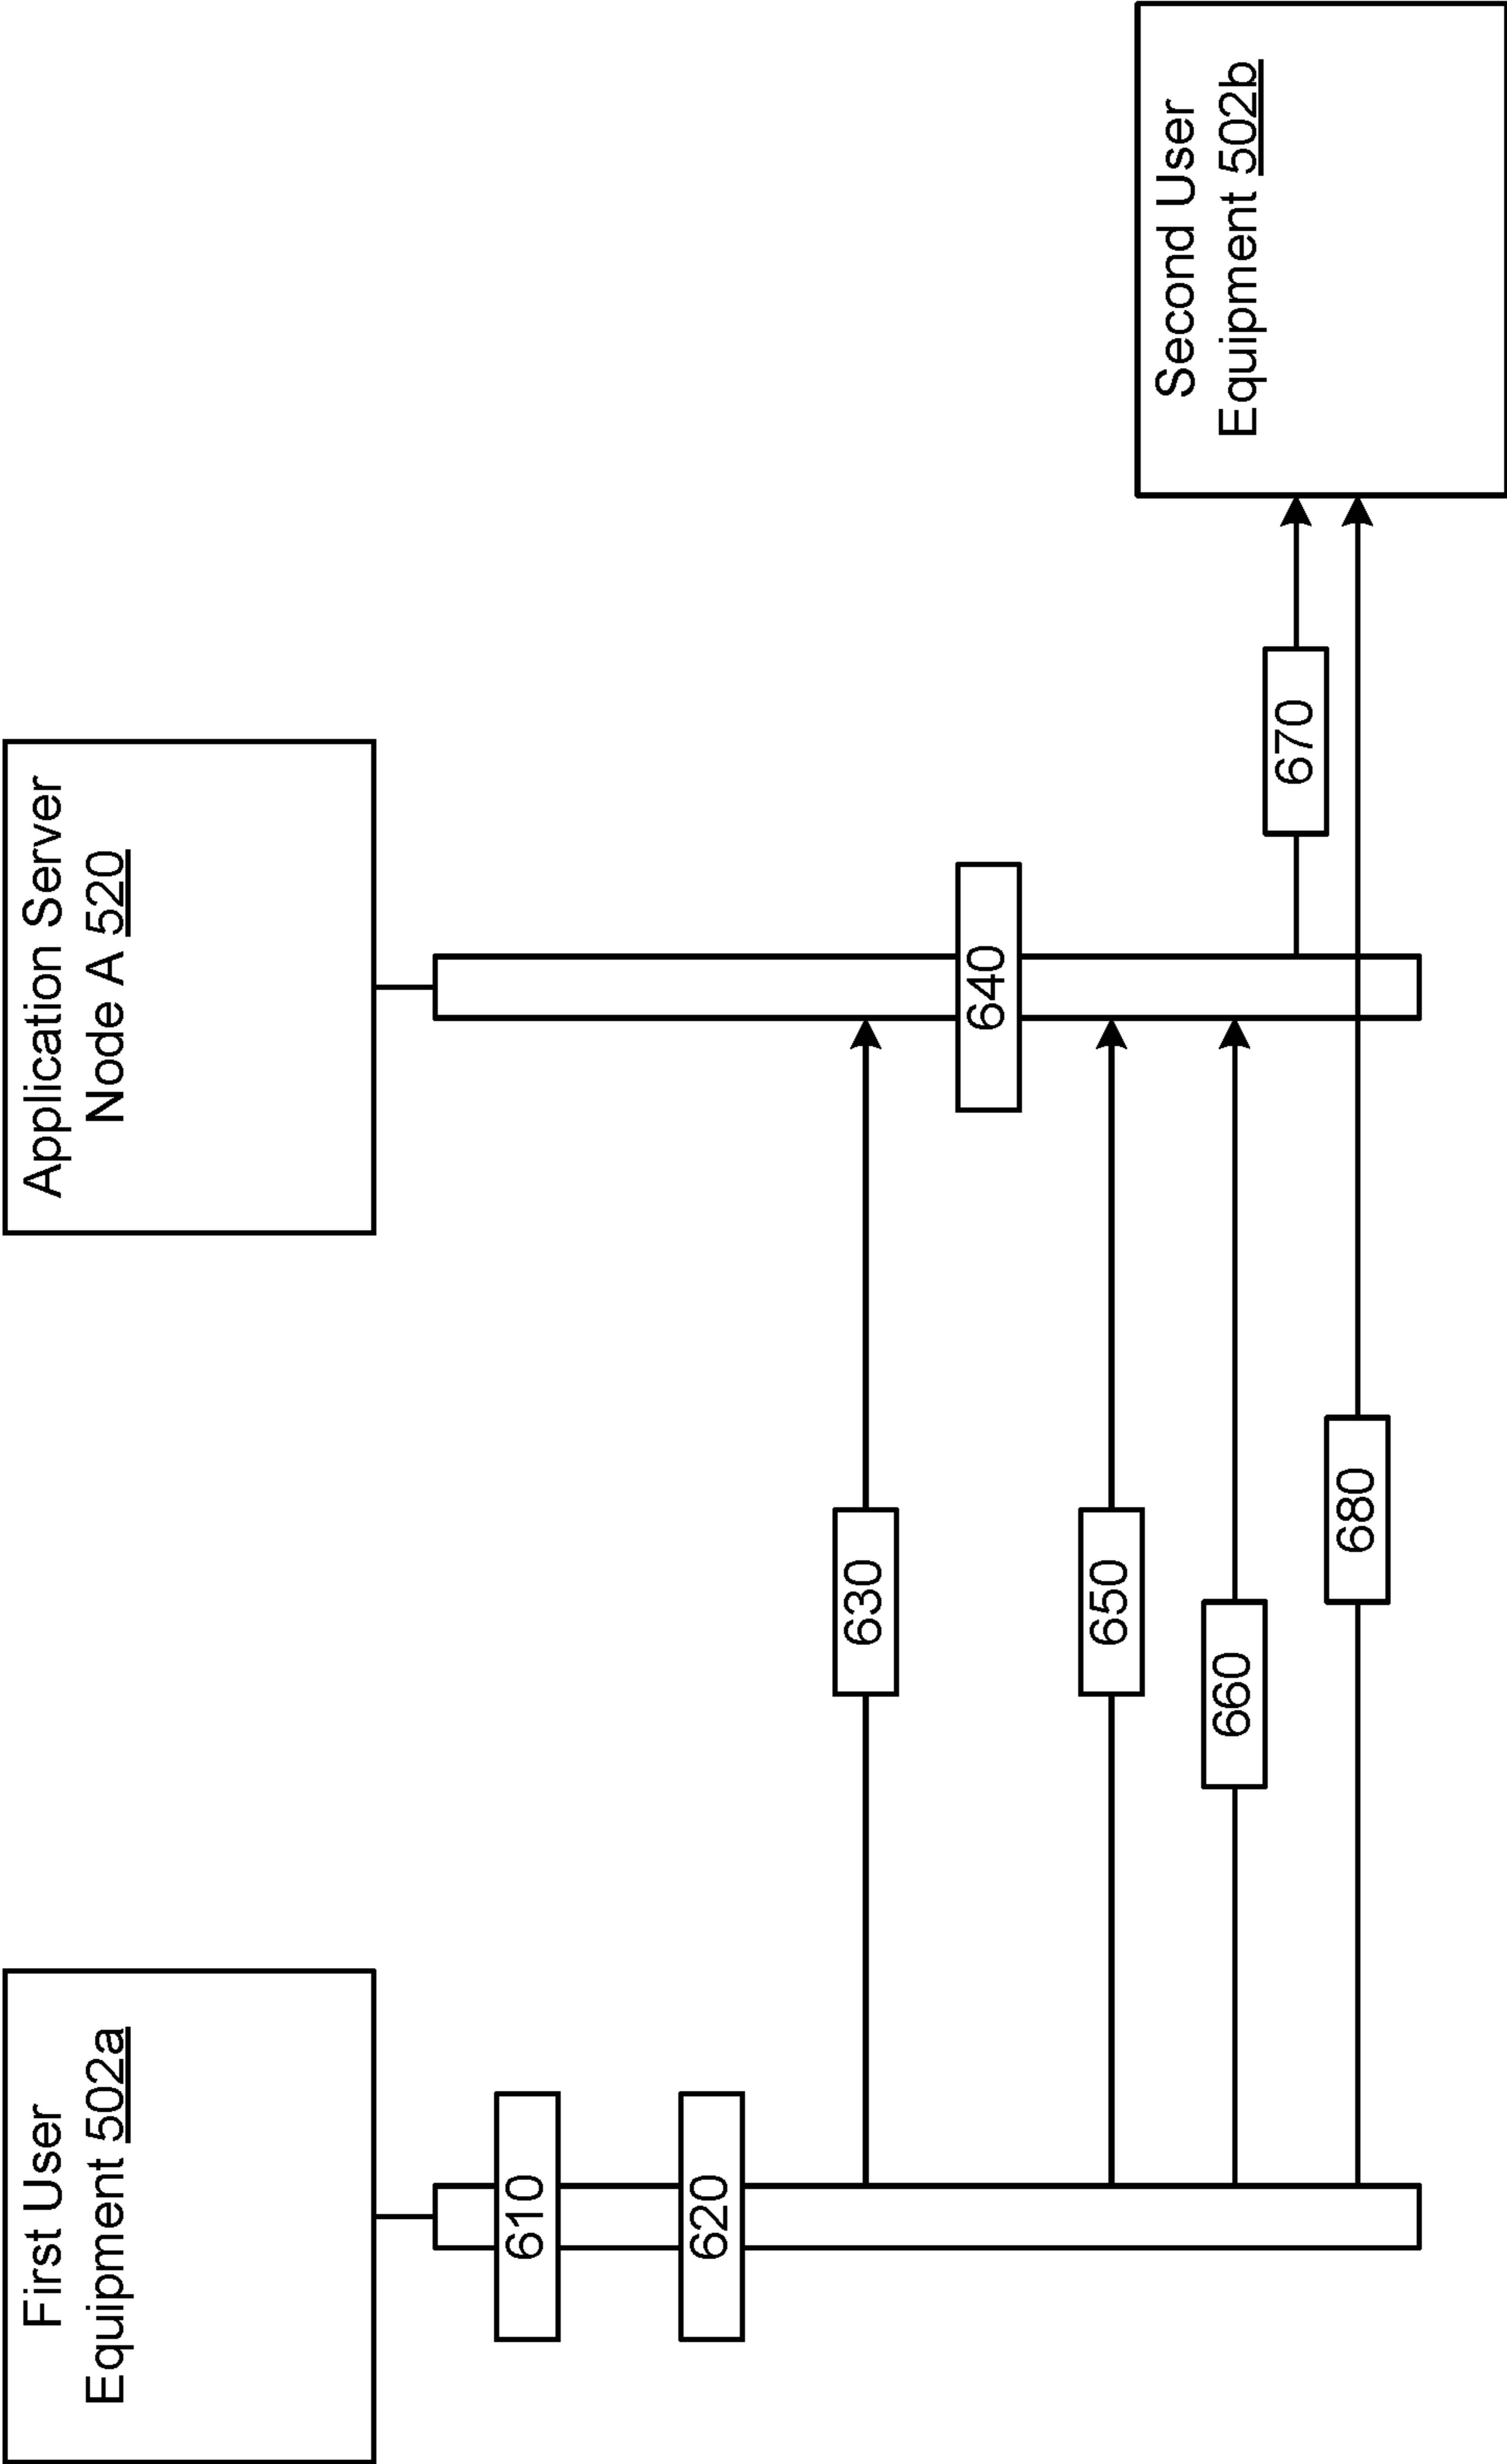 First User
Equipment 502a
Application Server
Node A 520
610
620
630
640
650
660
Second User
Equipment 502b
670
680